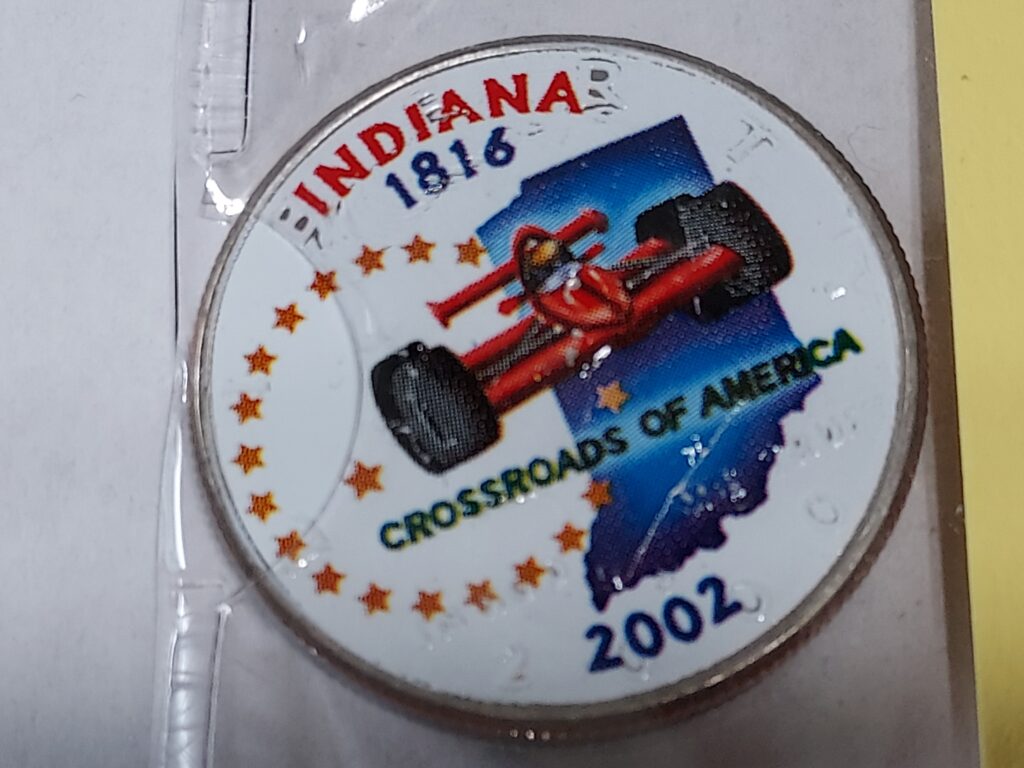 INDIANA
1816
CROSSROADS OF AMERICA
2002